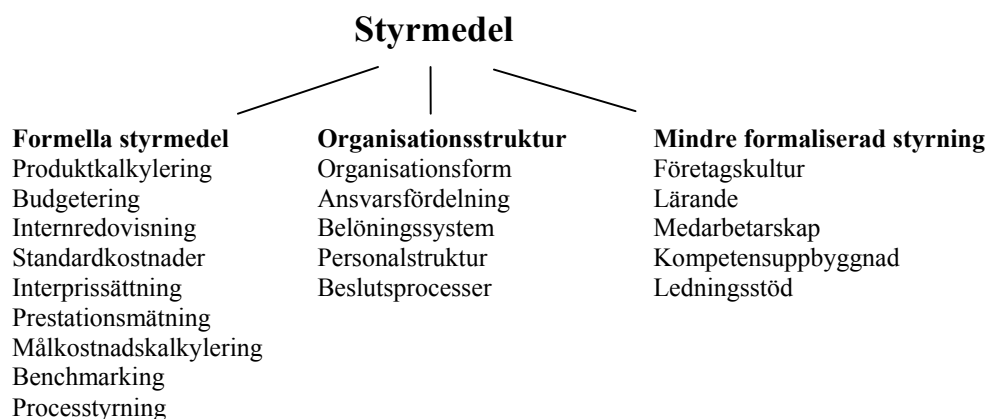 Styrmedel
Formella styrmedel
Produktkalkylering
Budgetering
Internredovisning
Standardkostnader
Interprissättning
Prestationsmätning
Målkostnadskalkylering
Benchmarking
Processtyrning
Organisationsstruktur
Organisationsform
Ansvarsfördelning
Belöningssystem
Personalstruktur
Beslutsprocesser
Mindre formaliserad styrning
Företagskultur
Lärande
Medarbetarskap
Kompetensuppbyggnad
Ledningsstöd